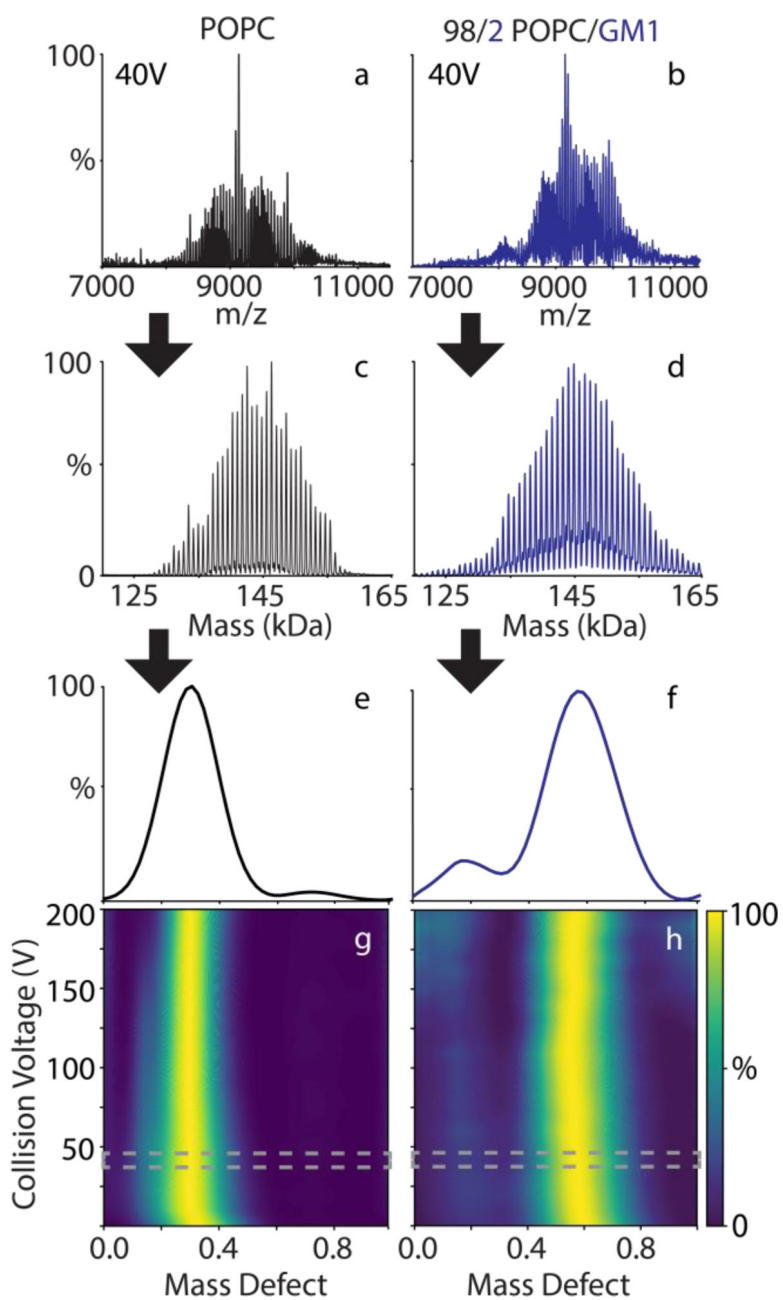 POPC 98/2 POPC/GM1
100 40V a 40V b
%
7000 9000 11000 7000 9000 11000
m/z m/z
100 c d
%
0
125 145 165 125 145 165
Mass (kDa) Mass (kDa)
100 e f
%
200 g h 100
150
100 %
50
0
Collision Voltage (V)
0.0 0.4 0.8 0.0 0.4 0.8
Mass Defect Mass Defect